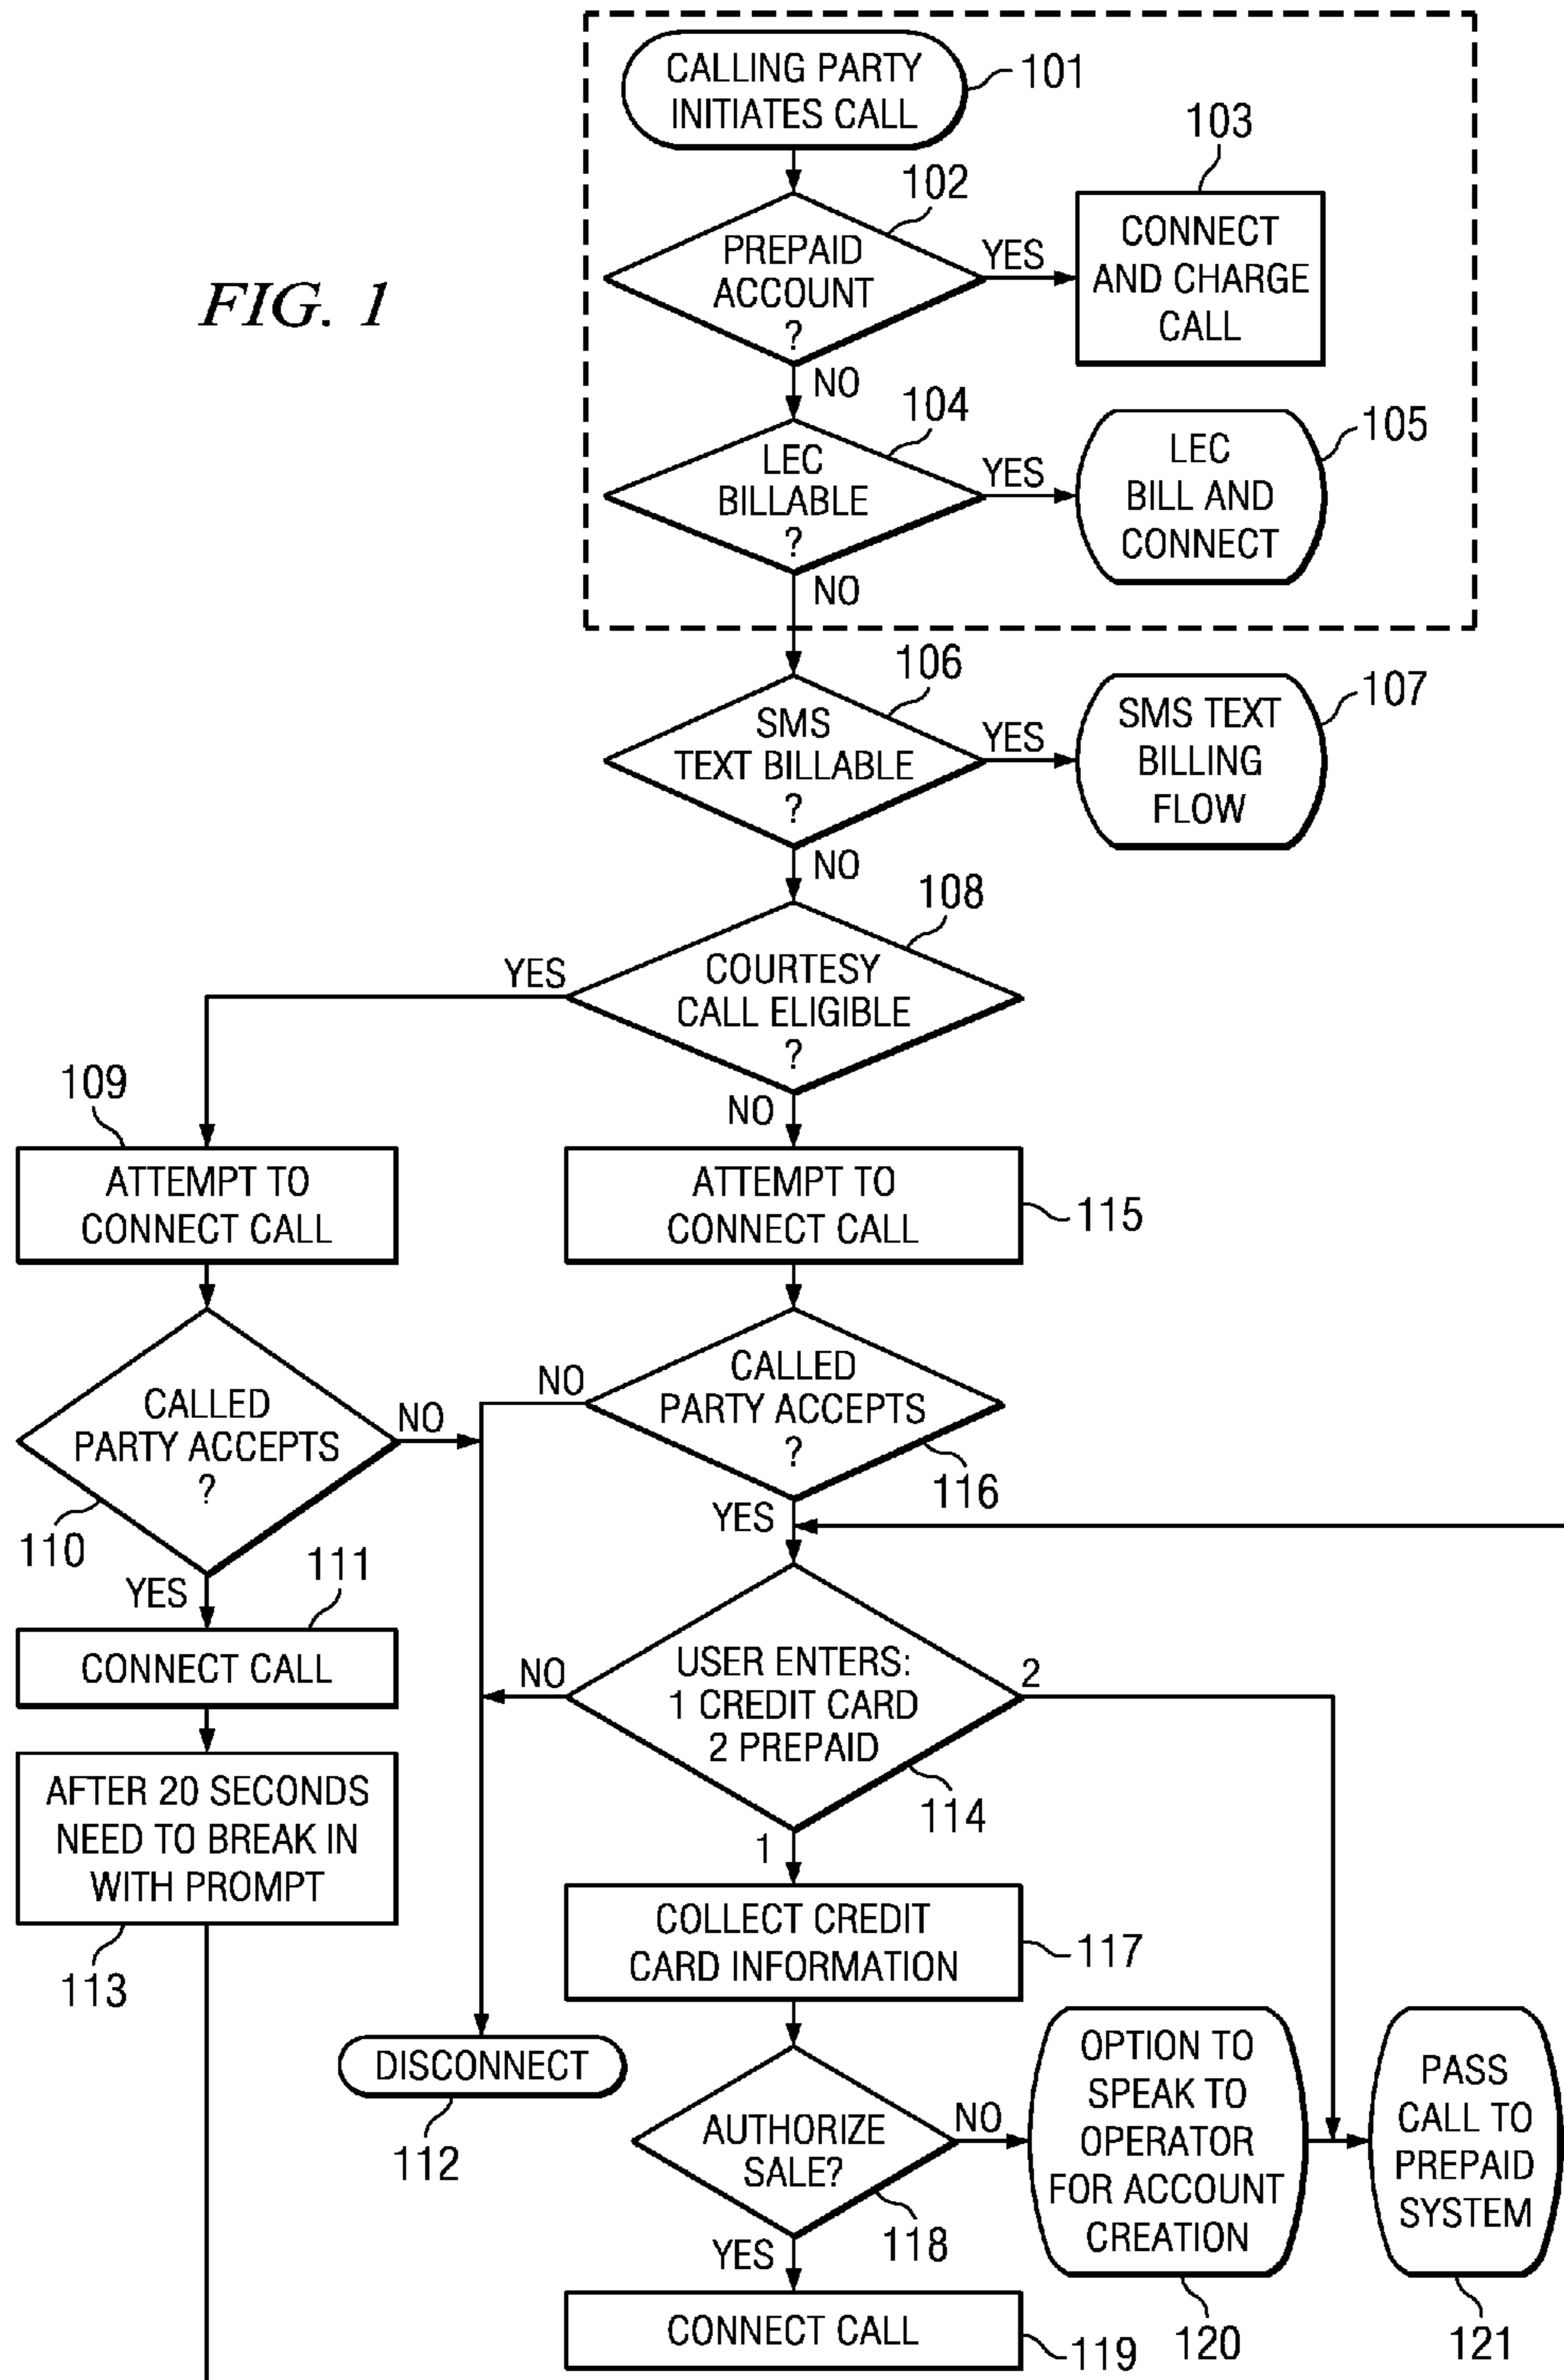 FIG. 1
CALLING PARTY
INITIATES CALL
101
102
PREPAID
ACCOUNT
?
YES
NO
103
CONNECT
AND CHARGE
CALL
104
LEC
BILLABLE
?
YES
NO
105
LEC
BILL AND
CONNECT
106
SMS
TEXT BILLABLE
?
YES
NO
107
SMS TEXT
BILLING
FLOW
108
COURTESY
CALL ELIGIBLE
?
YES
NO
109
ATTEMPT TO
CONNECT CALL
CALLED
PARTY ACCEPTS
?
NO
110
YES
111
CONNECT CALL
AFTER 20 SECONDS
NEED TO BREAK IN
WITH PROMPT
113
ATTEMPT TO
CONNECT CALL
115
NO
CALLED
PARTY ACCEPTS
?
116
YES
NO
USER ENTERS:
1 CREDIT CARD
2 PREPAID
2
114
1
COLLECT CREDIT
CARD INFORMATION
117
DISCONNECT
112
AUTHORIZE
SALE?
NO
118
YES
CONNECT CALL
119
OPTION TO
SPEAK TO
OPERATOR
FOR ACCOUNT
CREATION
120
PASS
CALL TO
PREPAID
SYSTEM
121